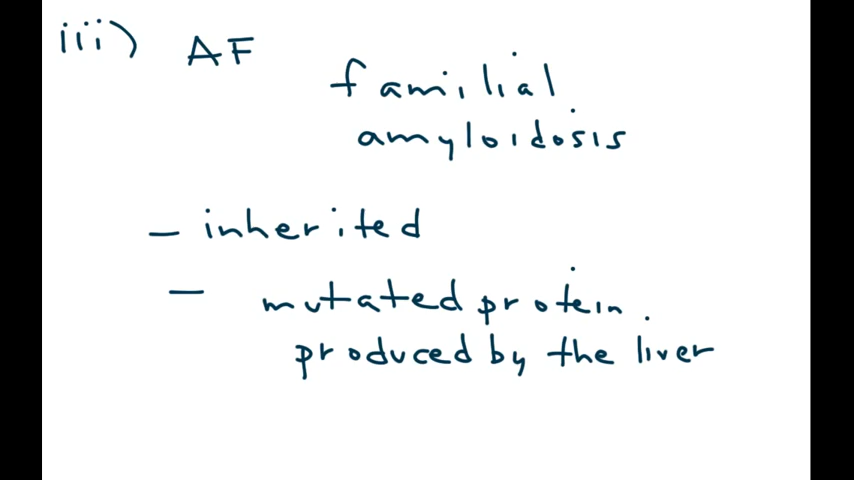 iii) AF
familial
amyloidosis
- inherited
- mutated protein
produced by the liver